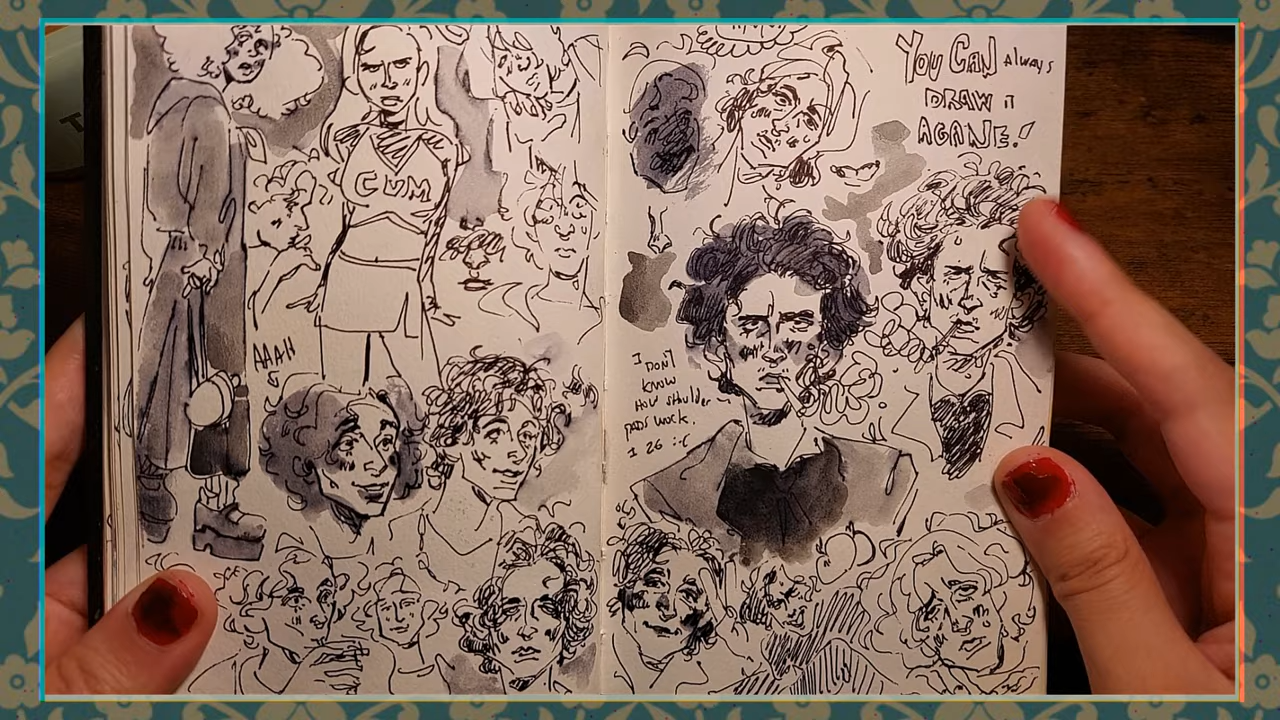 CUM
AAAH
YOU CAN always
DRAW IT
AGANE!
I DON'T
KNOW
HOW shoulder
PADS work.
I 26 :-(